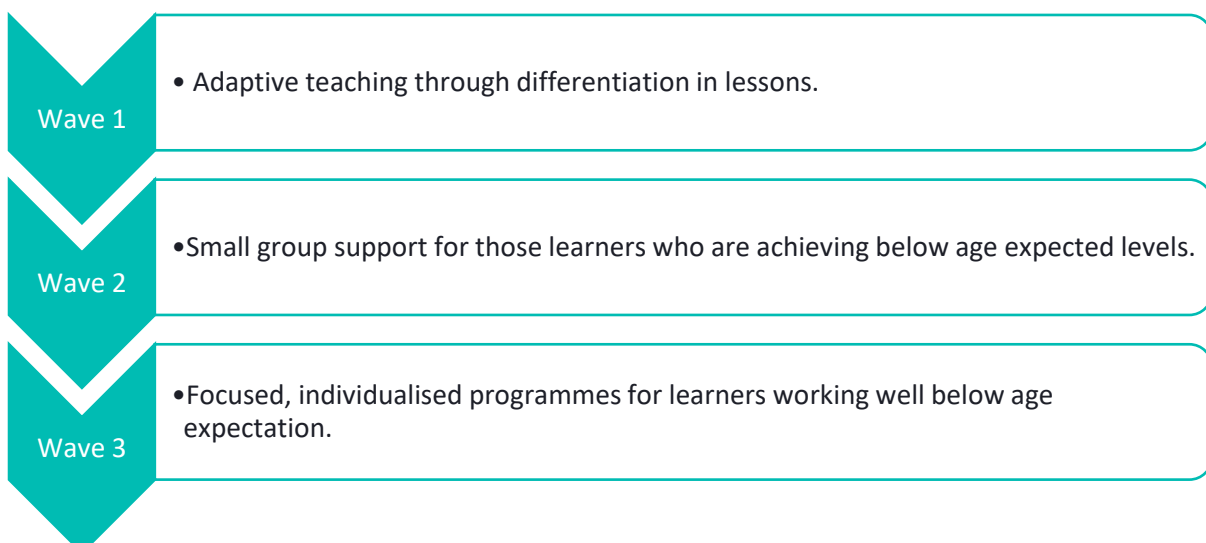 Wave 1
• Adaptive teaching through differentiation in lessons.
Wave 2
•Small group support for those learners who are achieving below age expected levels.
Wave 3
•Focused, individualised programmes for learners working well below age
expectation.